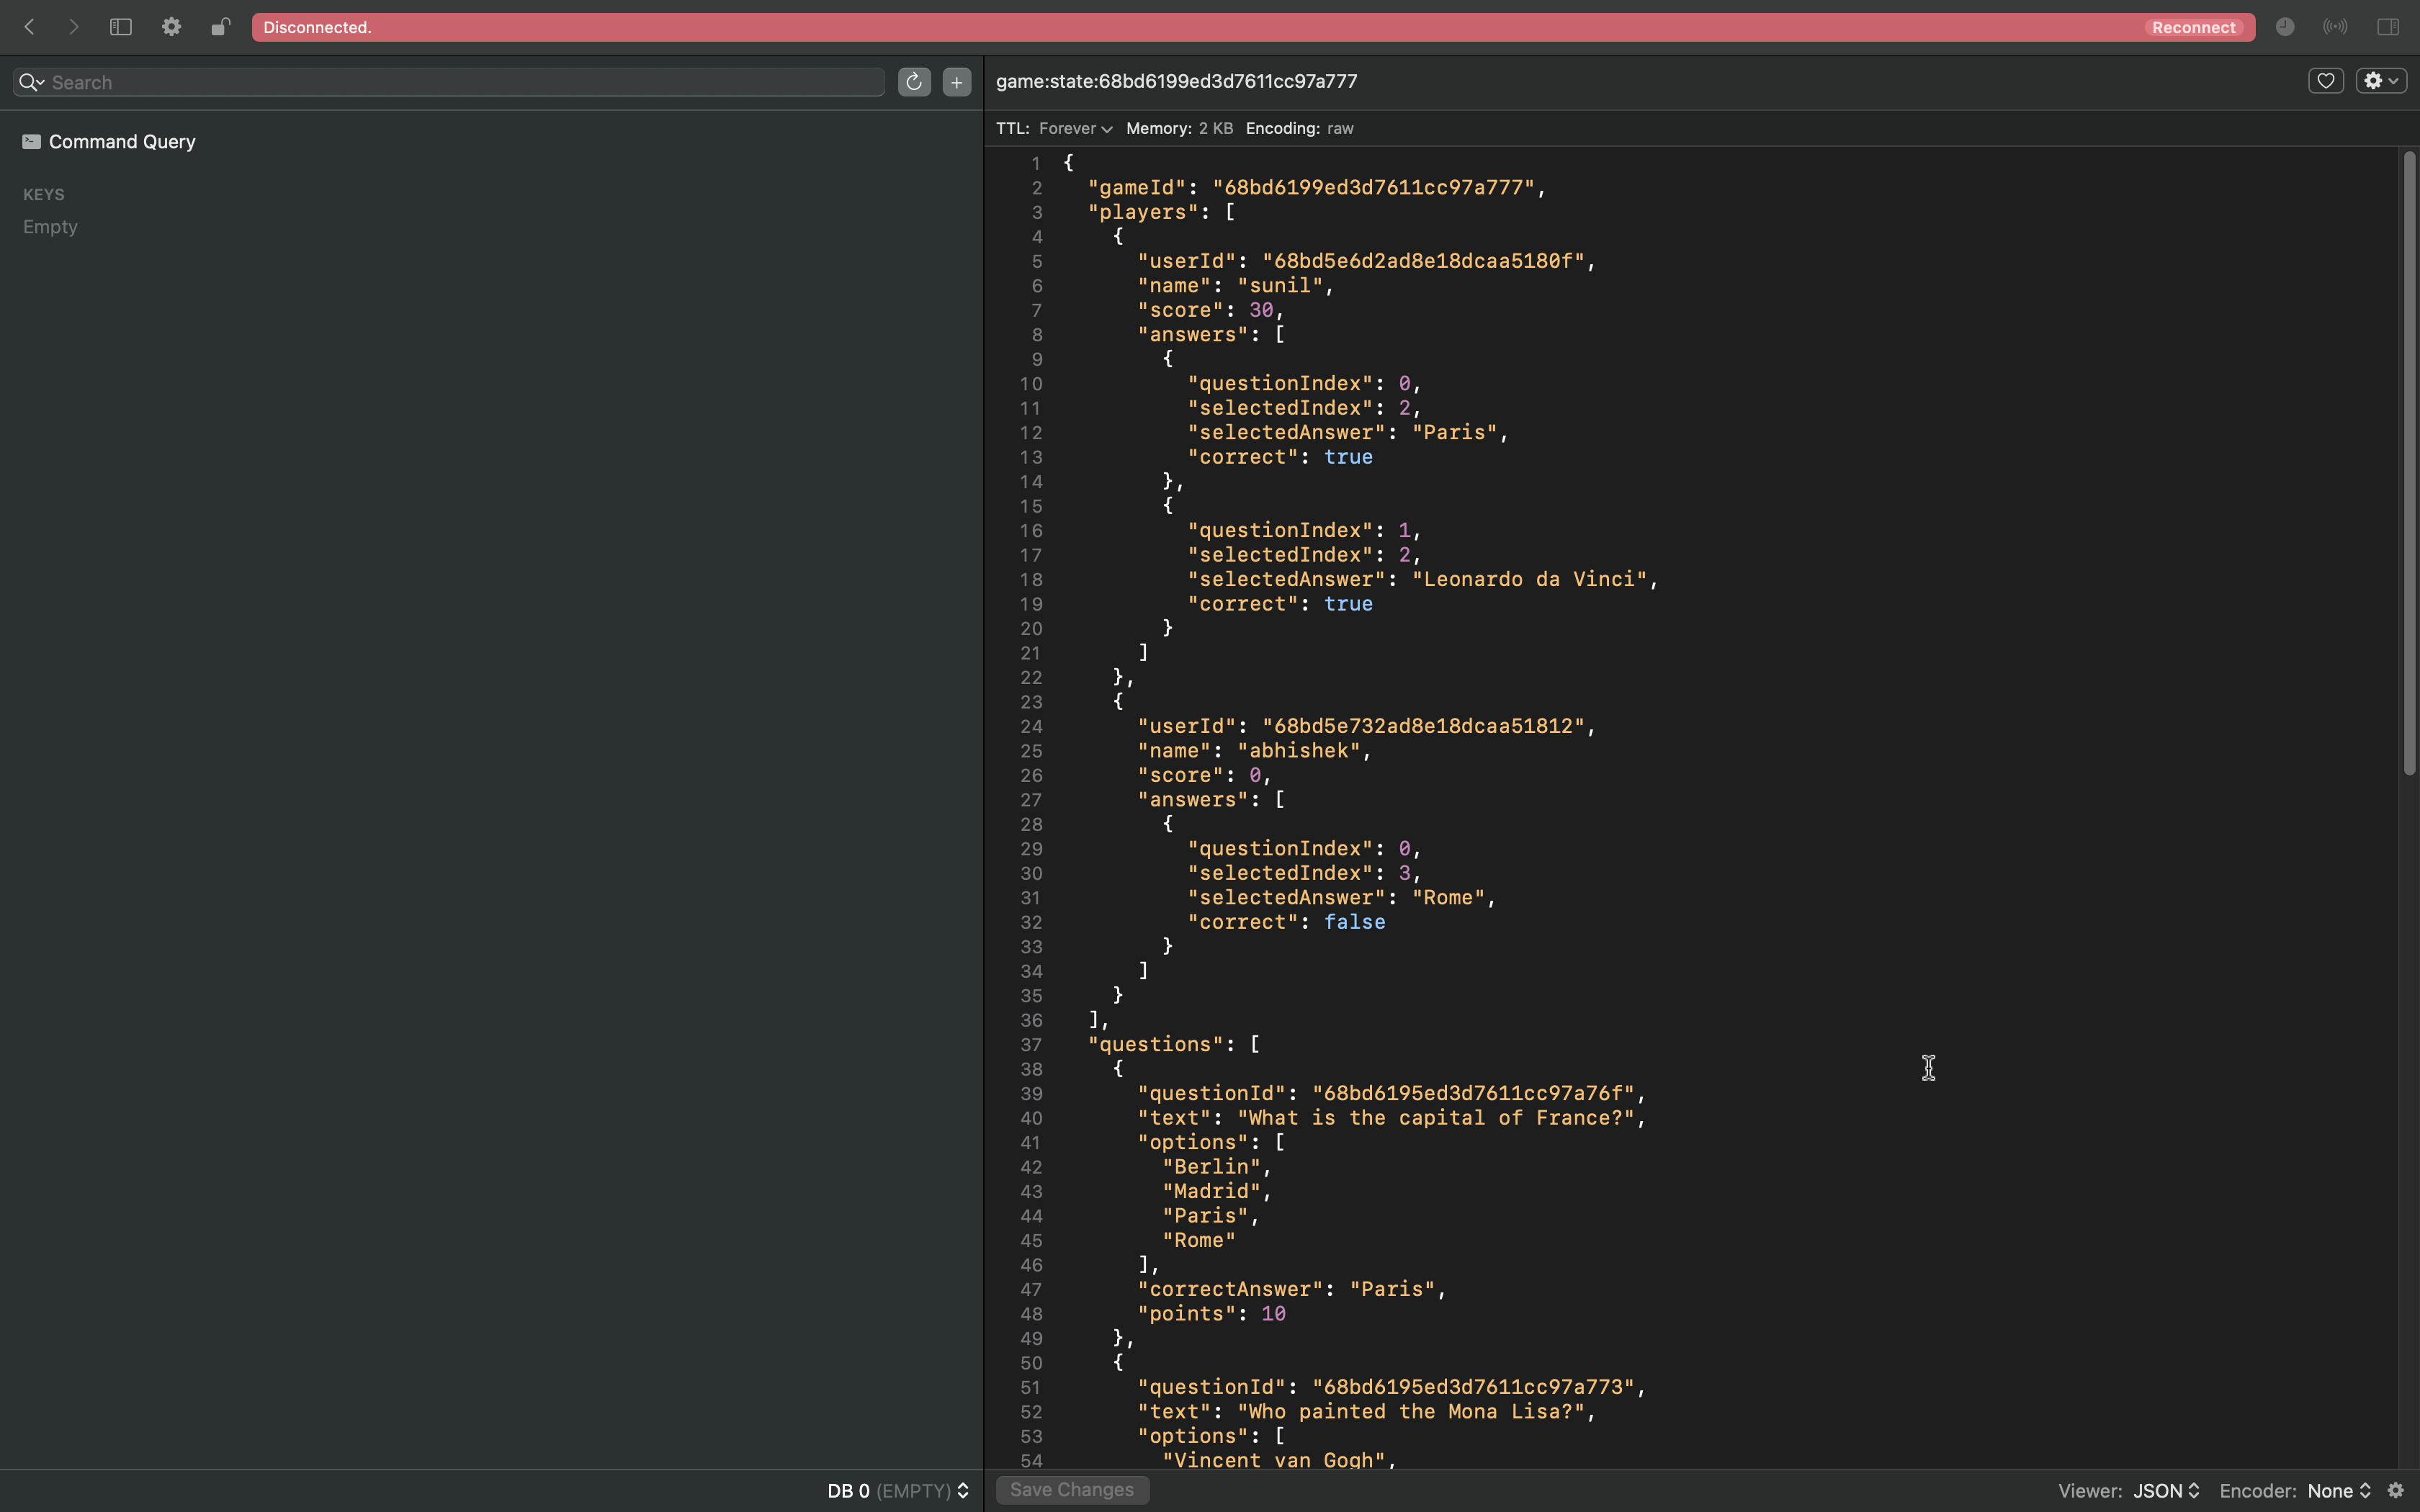 Disconnected.
Reconnect
Search
game:state:68bd6199ed3d7611cc97a777
TTL: Forever Memory: 2 KB Encoding: raw
Command Query
KEYS
Empty
1 {
2 "gameId": "68bd6199ed3d7611cc97a777",
3 "players": [
4 {
5 "userId": "68bd5e6d2ad8e18dcaa5180f",
6 "name": "sunil",
7 "score": 30,
8 "answers": [
9 {
10 "questionIndex": 0,
11 "selectedIndex": 2,
12 "selectedAnswer": "Paris",
13 "correct": true
14 },
15 {
16 "questionIndex": 1,
17 "selectedIndex": 2,
18 "selectedAnswer": "Leonardo da Vinci",
19 "correct": true
20 }
21 ]
22 },
23 {
24 "userId": "68bd5e732ad8e18dcaa51812",
25 "name": "abhishek",
26 "score": 0,
27 "answers": [
28 {
29 "questionIndex": 0,
30 "selectedIndex": 3,
31 "selectedAnswer": "Rome",
32 "correct": false
33 }
34 ]
35 }
36 ],
37 "questions": [
38 {
39 "questionId": "68bd6195ed3d7611cc97a76f",
40 "text": "What is the capital of France?",
41 "options": [
42 "Berlin",
43 "Madrid",
44 "Paris",
45 "Rome"
46 ],
47 "correctAnswer": "Paris",
48 "points": 10
49 },
50 {
51 "questionId": "68bd6195ed3d7611cc97a773",
52 "text": "Who painted the Mona Lisa?",
53 "options": [
54 "Vincent van Gogh",
DB 0 (EMPTY)
Save Changes
Viewer: JSON Encoder: None